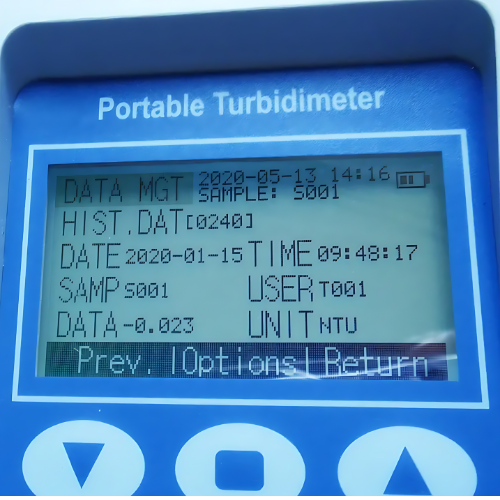 Portable Turbidimeter
DATA MGT 2020-05-13 14:16
SAMPLE: S001
HIST.DAT[0240]
DATE 2020-01-15 TIME 09:48:17
SAMP S001 USER T001
DATA -0.023 UNIT NTU
Prev. |Options| Return